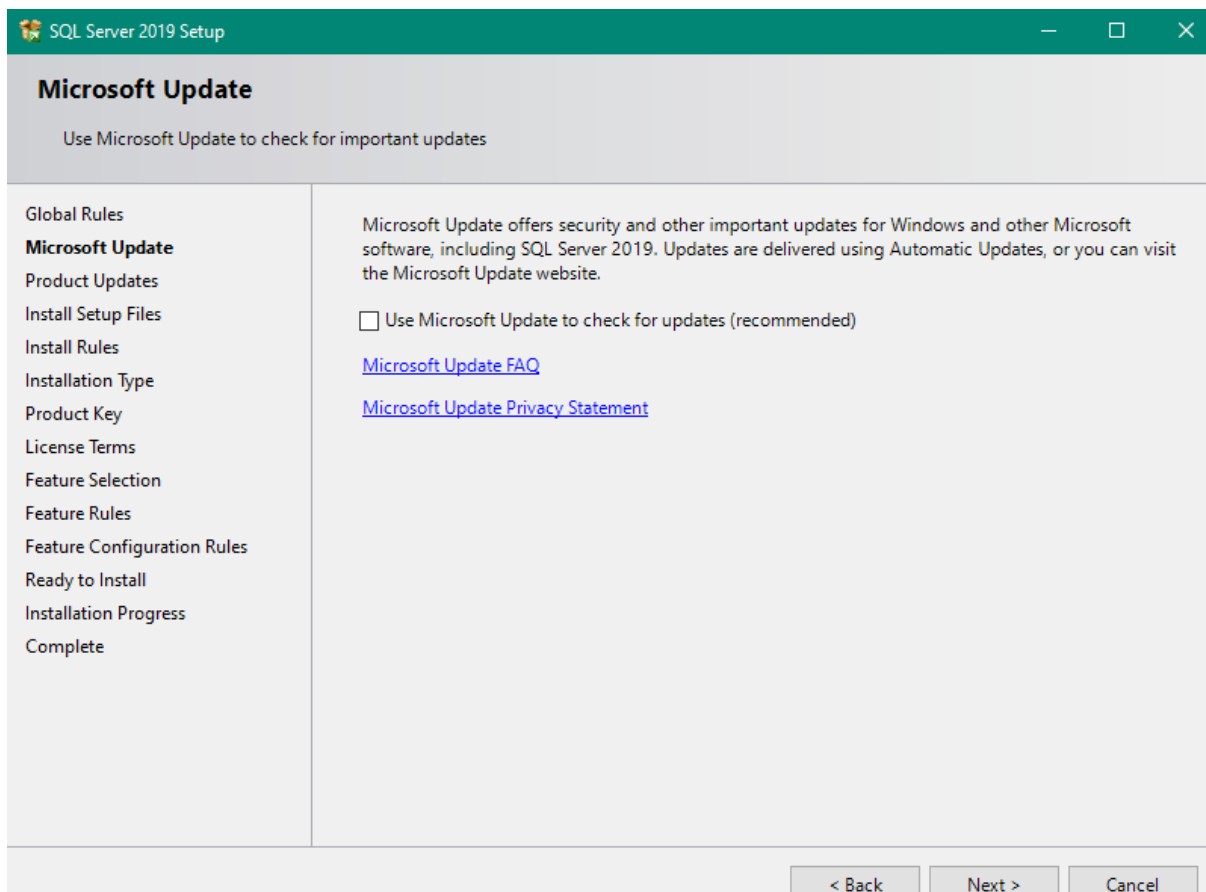 SQL Server 2019 Setup
Microsoft Update
Use Microsoft Update to check for important updates
Global Rules
Microsoft Update
Product Updates
Install Setup Files
Install Rules
Installation Type
Product Key
License Terms
Feature Selection
Feature Rules
Feature Configuration Rules
Ready to Install
Installation Progress
Complete
Microsoft Update offers security and other important updates for Windows and other Microsoft
software, including SQL Server 2019. Updates are delivered using Automatic Updates, or you can visit
the Microsoft Update website.
Use Microsoft Update to check for updates (recommended)
Microsoft Update FAQ
Microsoft Update Privacy Statement
< Back Next > Cancel